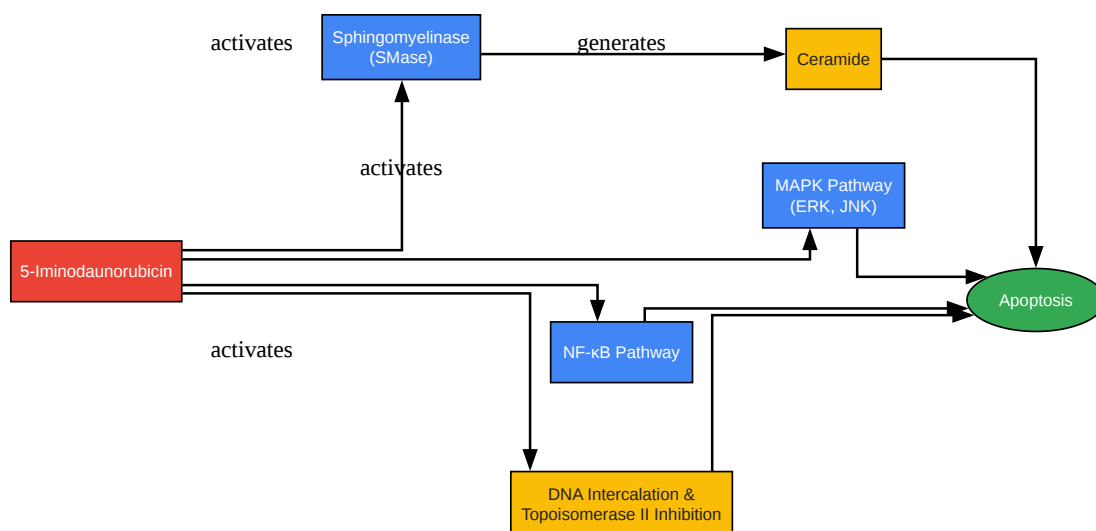 activates
Sphingomyelinase
(SMase)
generates
Ceramide
activates
MAPK Pathway
(ERK, JNK)
5-Iminodaunorubicin
Apoptosis
activates
NF-κB Pathway
DNA Intercalation &
Topoisomerase II Inhibition